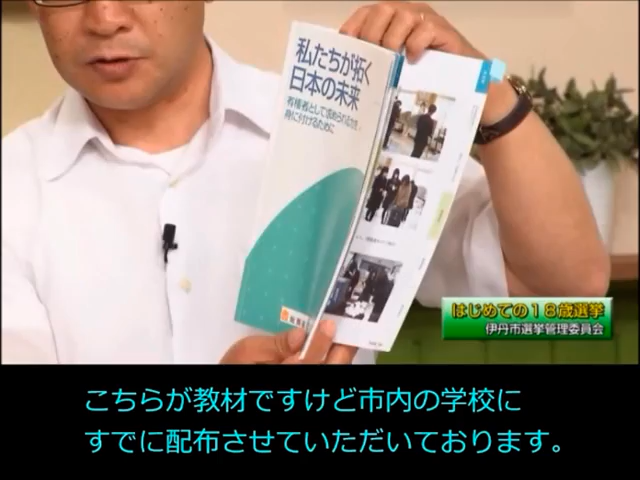 私たちが拓く
日本の未来
有権者として求められる力を
身に付けるために
はじめての18歳選挙
伊丹市選挙管理委員会
こちらが教材ですけど市内の学校に
すでに配布させていただいております。